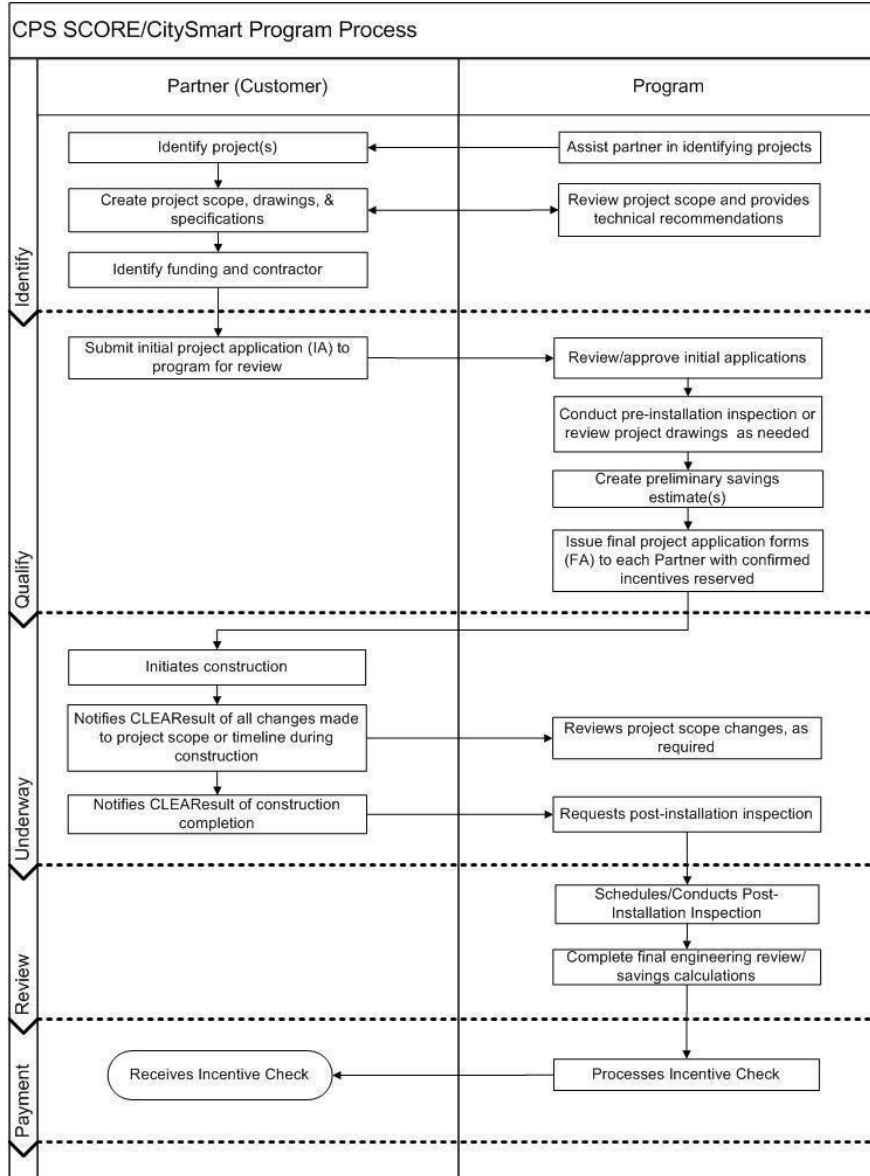 CPS SCORE/CitySmart Program Process
Partner (Customer)
Program
Identify
Identify project(s)
Assist partner in identifying projects
Create project scope, drawings, &
specifications
Review project scope and provides
technical recommendations
Identify funding and contractor
Qualify
Submit initial project application (IA) to
program for review
Review/approve initial applications
Conduct pre-installation inspection or
review project drawings as needed
Create preliminary savings
estimate(s)
Issue final project application forms
(FA) to each Partner with confirmed
incentives reserved
Underway
Initiates construction
Notifies CLEAResult of all changes made
to project scope or timeline during
construction
Reviews project scope changes, as
required
Notifies CLEAResult of construction
completion
Requests post-installation inspection
Review
Schedules/Conducts Post-
Installation Inspection
Complete final engineering review/
savings calculations
Payment
Receives Incentive Check
Processes Incentive Check